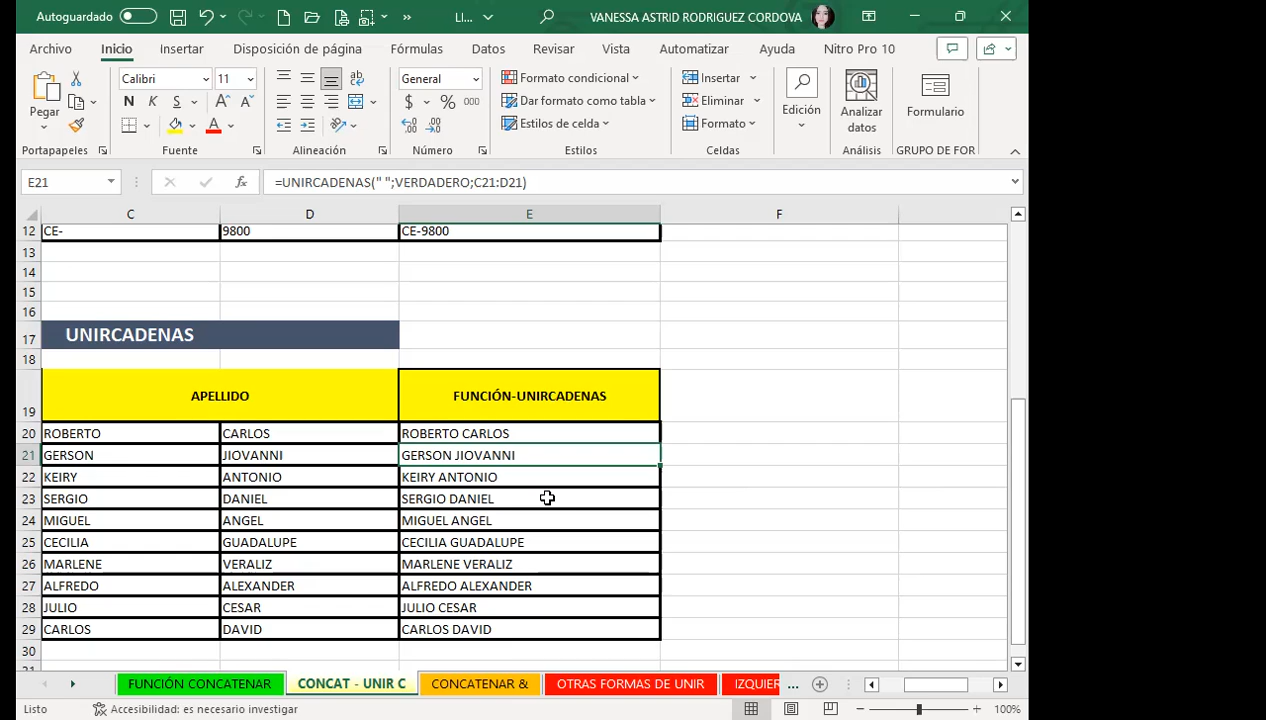 Autoguardado LI... VANESSA ASTRID RODRIGUEZ CORDOVA
Archivo Inicio Insertar Disposición de página Fórmulas Datos Revisar Vista Automatizar Ayuda Nitro Pro 10
Pegar Calibri 11 General Formato condicional Insertar Edición Analizar datos Formulario
N K S $ % 000 Dar formato como tabla Eliminar
Estilos de celda Formato
Portapapeles Fuente Alineación Número Estilos Celdas Análisis GRUPO DE FOR
E21 fx =UNIRCADENAS(" ";VERDADERO;C21:D21)
C D E F
12 CE- 9800 CE-9800
13
14
15
16
17 UNIRCADENAS
18
19 APELLIDO FUNCIÓN-UNIRCADENAS
20 ROBERTO CARLOS ROBERTO CARLOS
21 GERSON JIOVANNI GERSON JIOVANNI
22 KEIRY ANTONIO KEIRY ANTONIO
23 SERGIO DANIEL SERGIO DANIEL
24 MIGUEL ANGEL MIGUEL ANGEL
25 CECILIA GUADALUPE CECILIA GUADALUPE
26 MARLENE VERALIZ MARLENE VERALIZ
27 ALFREDO ALEXANDER ALFREDO ALEXANDER
28 JULIO CESAR JULIO CESAR
29 CARLOS DAVID CARLOS DAVID
30
FUNCIÓN CONCATENAR CONCAT - UNIR C CONCATENAR & OTRAS FORMAS DE UNIR IZQUIER ...
Listo Accesibilidad: es necesario investigar 100%